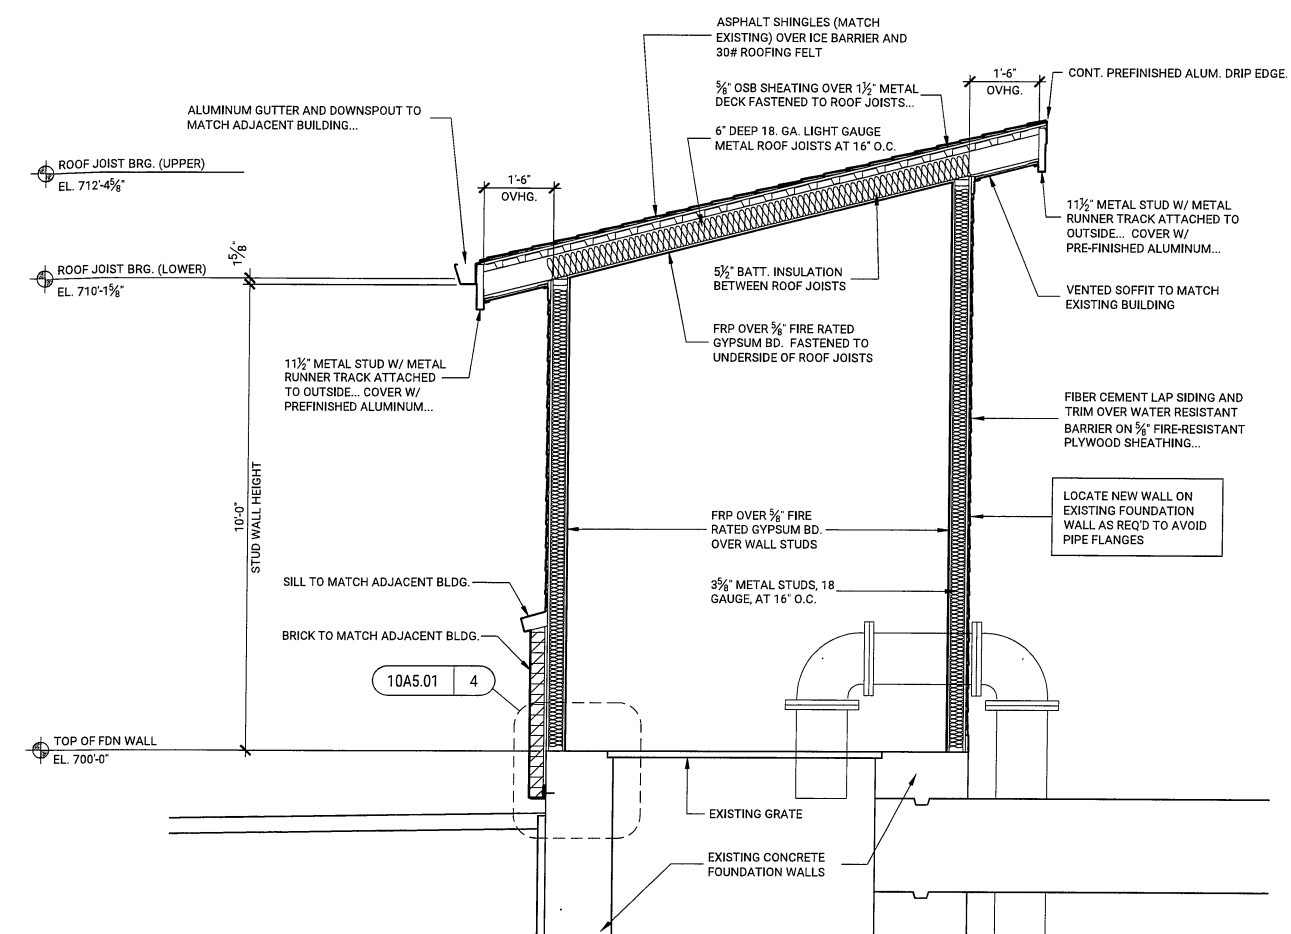 ASPHALT SHINGLES (MATCH
EXISTING) OVER ICE BARRIER AND
30# ROOFING FELT
1'-6"
OVHG.
CONT. PREFINISHED ALUM. DRIP EDGE.
⅝" OSB SHEATING OVER 1½" METAL
DECK FASTENED TO ROOF JOISTS...
ALUMINUM GUTTER AND DOWNSPOUT TO
MATCH ADJACENT BUILDING...
6" DEEP 18. GA. LIGHT GAUGE
METAL ROOF JOISTS AT 16" O.C.
ROOF JOIST BRG. (UPPER)
EL. 712'-4⅝"
1'-6"
OVHG.
11½" METAL STUD W/ METAL
RUNNER TRACK ATTACHED TO
OUTSIDE... COVER W/
PRE-FINISHED ALUMINUM...
1⅝"
ROOF JOIST BRG. (LOWER)
EL. 710'-1⅝"
5½" BATT. INSULATION
BETWEEN ROOF JOISTS
VENTED SOFFIT TO MATCH
EXISTING BUILDING
FRP OVER ⅝" FIRE RATED
GYPSUM BD. FASTENED TO
UNDERSIDE OF ROOF JOISTS
11½" METAL STUD W/ METAL
RUNNER TRACK ATTACHED
TO OUTSIDE... COVER W/
PREFINISHED ALUMINUM...
FIBER CEMENT LAP SIDING AND
TRIM OVER WATER RESISTANT
BARRIER ON ⅝" FIRE-RESISTANT
PLYWOOD SHEATHING...
10'-0"
STUD WALL HEIGHT
LOCATE NEW WALL ON
EXISTING FOUNDATION
WALL AS REQ'D TO AVOID
PIPE FLANGES
FRP OVER ⅝" FIRE
RATED GYPSUM BD.
OVER WALL STUDS
SILL TO MATCH ADJACENT BLDG.
3⅝" METAL STUDS, 18
GAUGE, AT 16" O.C.
BRICK TO MATCH ADJACENT BLDG.
10A5.01 4
TOP OF FDN WALL
EL. 700'-0"
EXISTING GRATE
EXISTING CONCRETE
FOUNDATION WALLS